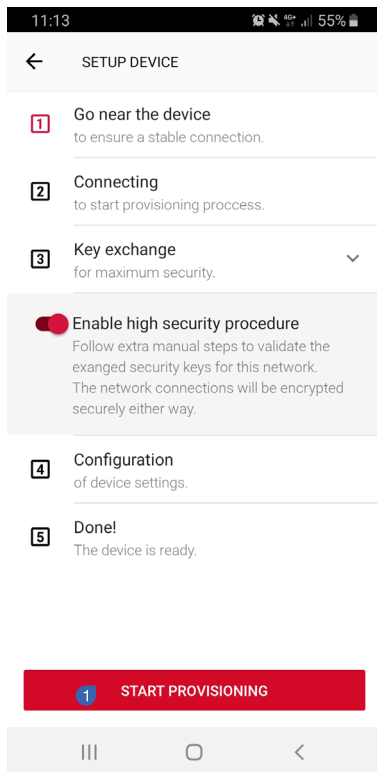 11:13 4G+ 55%
SETUP DEVICE
1 Go near the device
to ensure a stable connection.
2 Connecting
to start provisioning proccess.
3 Key exchange
for maximum security.
Enable high security procedure
Follow extra manual steps to validate the
exanged security keys for this network.
The network connections will be encrypted
securely either way.
4 Configuration
of device settings.
5 Done!
The device is ready.
1 START PROVISIONING